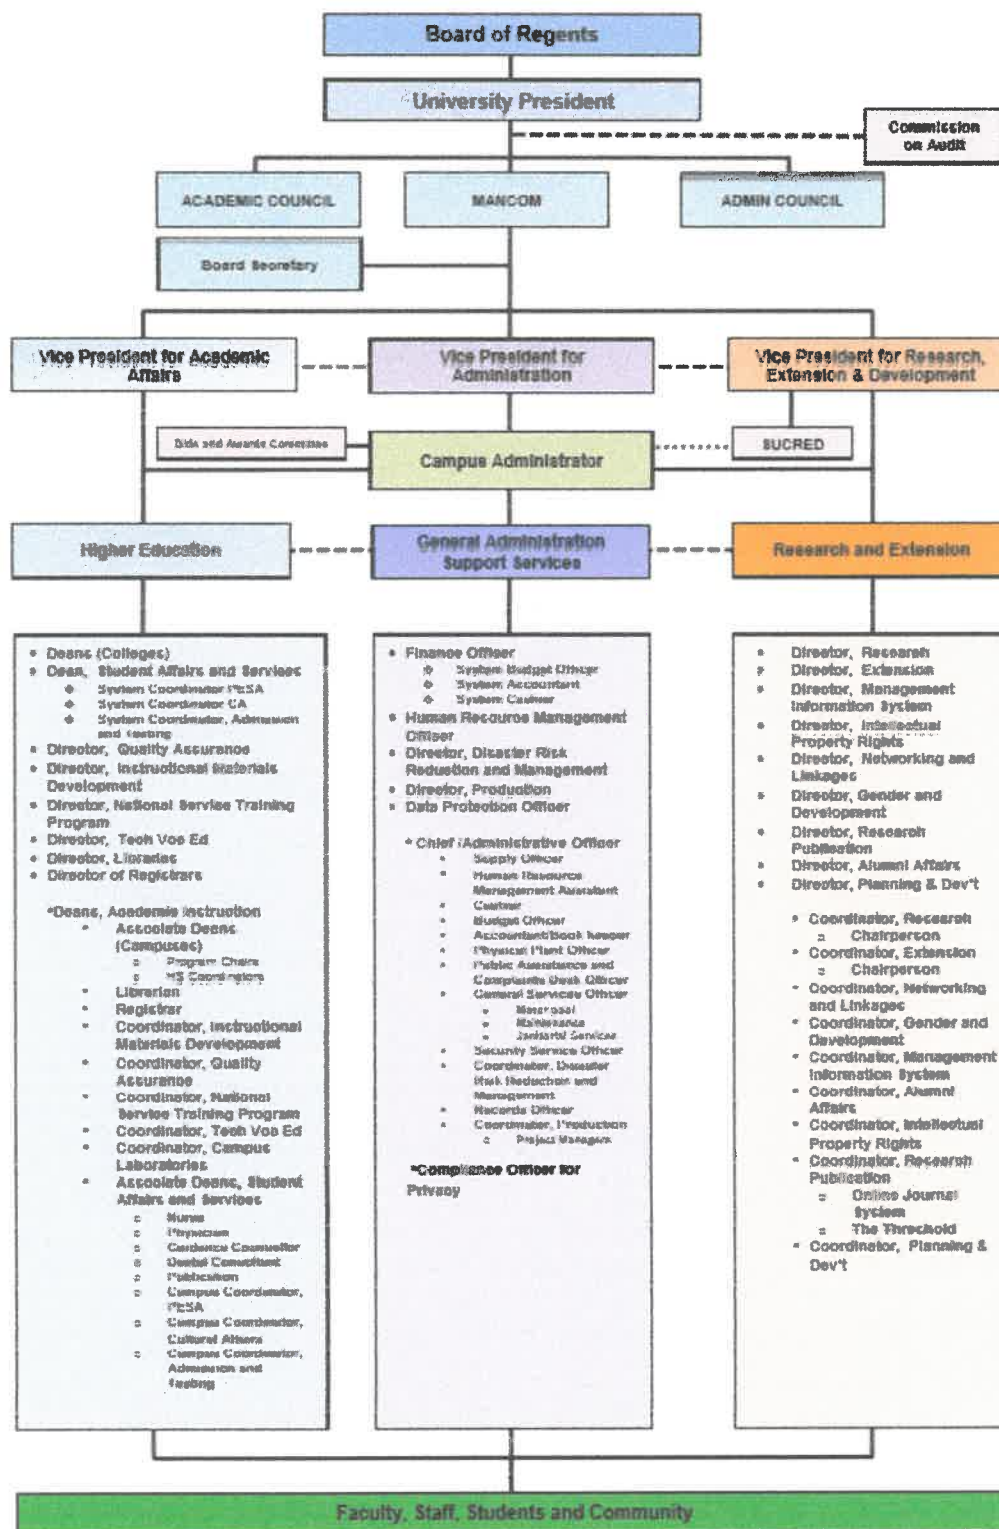 Board of Regents
University President
Commission
on Audit
ACADEMIC COUNCIL
MANCOM
ADMIN COUNCIL
Board Secretary
Vice President for Academic
Affairs
Vice President for
Administration
Vice President for Research,
Extension & Development
Bids and Awards Committee
Campus Administrator
SUCRED
Higher Education
General Administration
Support Services
Research and Extension
• Deans (Colleges)
• Dean, Student Affairs and Services
❖ System Coordinator PESA
❖ System Coordinator CA
❖ System Coordinator, Admission
and Testing
• Director, Quality Assurance
• Director, Instructional Materials
Development
• Director, National Service Training
Program
• Director, Tech Voc Ed
• Director, Libraries
• Director of Registrars
*Deans, Academic Instruction
• Associate Deans
(Campuses)
o Program Chairs
o Coordinators
• Librarian
• Registrar
• Coordinator, Instructional
Materials Development
• Coordinator, Quality
Assurance
• Coordinator, National
Service Training Program
• Coordinator, Tech Voc Ed
• Coordinator, Campus
Laboratories
• Associate Deans, Student
Affairs and Services
o Nurse
o Physician
o Guidance Counsellor
o Dental Consultant
o Publication
o Campus Coordinator,
PESA
o Campus Coordinator,
Cultural Affairs
o Campus Coordinator,
Admission and
Testing
• Finance Officer
❖ System Budget Officer
❖ System Accountant
❖ System Cashier
• Human Resource Management
Officer
• Director, Disaster Risk
Reduction and Management
• Director, Production
• Data Protection Officer
*Chief Administrative Officer
• Supply Officer
• Human Resource
Management Assistant
• Cashier
• Budget Officer
• Accountant/Book keeper
• Physical Plant Officer
• Public Assistance and
Complaints Desk Officer
• General Services Officer
o Motor pool
o Maintenance
o Janitorial Services
• Security Service Officer
• Coordinator, Disaster
Risk Reduction and
Management
• Records Officer
• Coordinator, Production
o Project Managers
*Compliance Officer for
Privacy
• Director, Research
• Director, Extension
• Director, Management
Information System
• Director, Intellectual
Property Rights
• Director, Networking and
Linkages
• Director, Gender and
Development
• Director, Research
Publication
• Director, Alumni Affairs
• Director, Planning & Dev't
• Coordinator, Research
o Chairperson
• Coordinator, Extension
o Chairperson
• Coordinator, Networking
and Linkages
• Coordinator, Gender and
Development
• Coordinator, Management
Information System
• Coordinator, Alumni
Affairs
• Coordinator, Intellectual
Property Rights
• Coordinator, Research
Publication
o Online Journal
System
o The Threshold
• Coordinator, Planning &
Dev't
Faculty, Staff, Students and Community